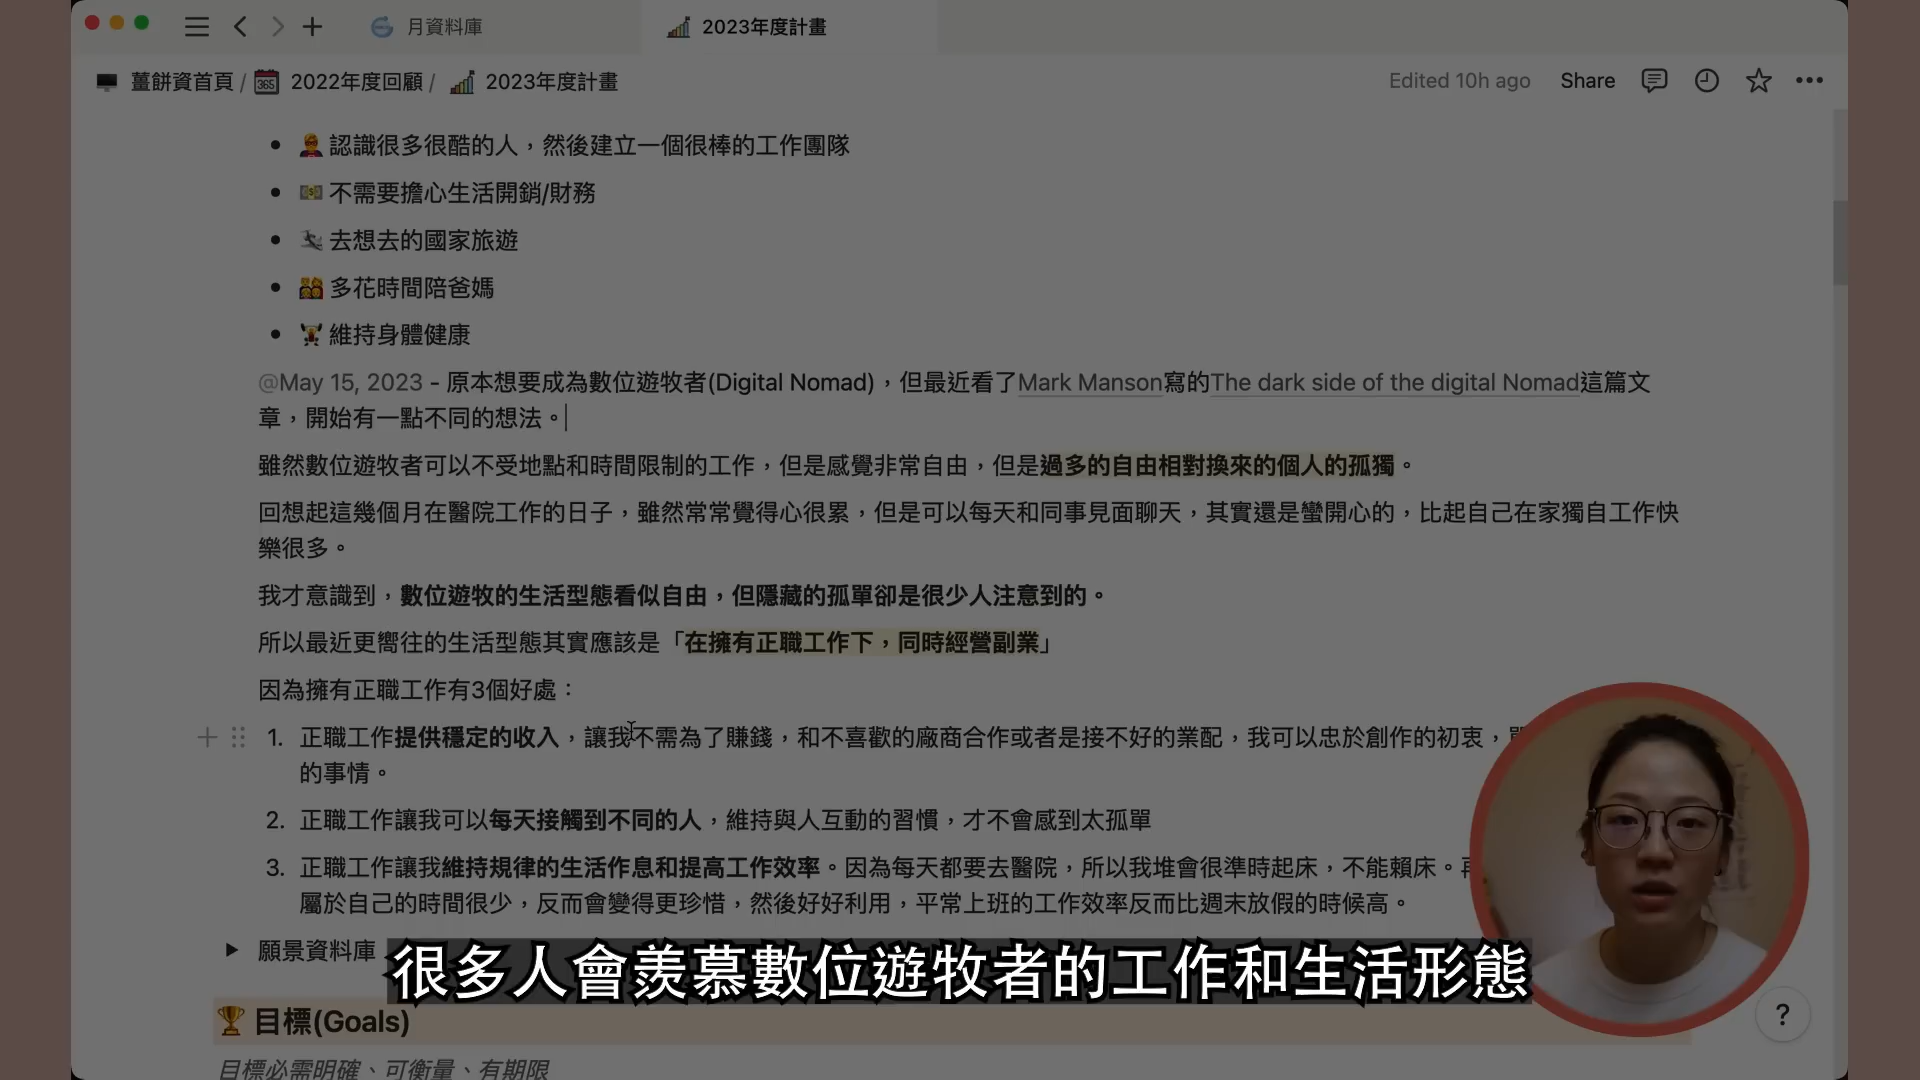 月資料庫
2023年度計畫
薑餅資首頁 / 2022年度回顧 / 2023年度計畫
Edited 10h ago Share
365
認識很多很酷的人，然後建立一個很棒的工作團隊
不需要擔心生活開銷/財務
去想去的國家旅遊
多花時間陪爸媽
維持身體健康
@May 15, 2023 - 原本想要成為數位遊牧者(Digital Nomad)，但最近看了Mark Manson寫的The dark side of the digital Nomad這篇文
章，開始有一點不同的想法。
雖然數位遊牧者可以不受地點和時間限制的工作，但是感覺非常自由，但是過多的自由相對換來的個人的孤獨。
回想起這幾個月在醫院工作的日子，雖然常常覺得心很累，但是可以每天和同事見面聊天，其實還是蠻開心的，比起自己在家獨自工作快
樂很多。
我才意識到，數位遊牧的生活型態看似自由，但隱藏的孤單卻是很少人注意到的。
所以最近更嚮往的生活型態其實應該是「在擁有正職工作下，同時經營副業」
因為擁有正職工作有3個好處：
1. 正職工作提供穩定的收入，讓我不需為了賺錢，和不喜歡的廠商合作或者是接不好的業配，我可以忠於創作的初衷，
的事情。
2. 正職工作讓我可以每天接觸到不同的人，維持與人互動的習慣，才不會感到太孤單
3. 正職工作讓我維持規律的生活作息和提高工作效率。因為每天都要去醫院，所以我堆會很準時起床，不能賴床。
屬於自己的時間很少，反而會變得更珍惜，然後好好利用，平常上班的工作效率反而比週末放假的時候高。
願景資料庫
很多人會羨慕數位遊牧者的工作和生活形態
目標(Goals)
目標必需明確、可衡量、有期限
?